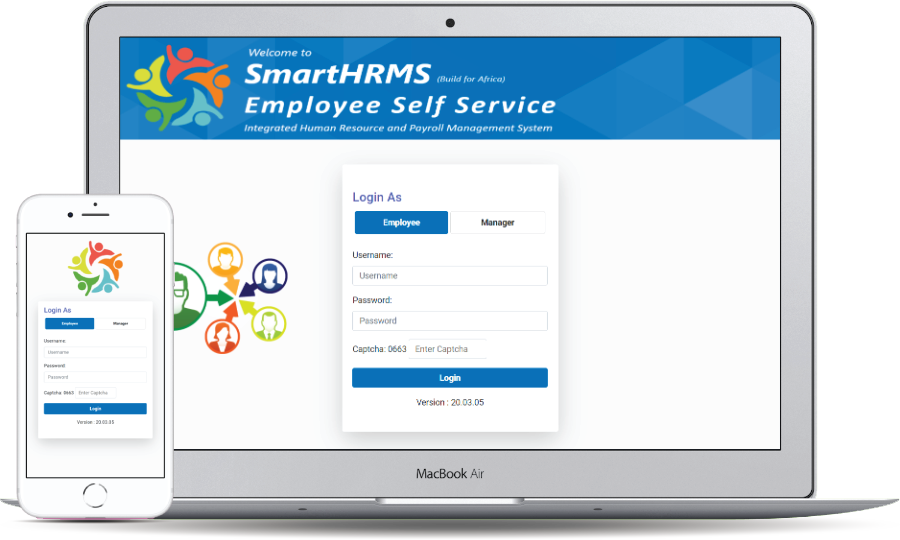 Welcome to
SmartHRMS (Build for Africa)
Employee Self Service
Integrated Human Resource and Payroll Management System
Login As
Employee Manager
Username:
Username
Password:
Password
Captcha: 0663 Enter Captcha
Login
Version : 20.03.05
MacBook Air
Login As
Employee Manager
Username:
Username
Password:
Password
Captcha: 0663 Enter Captcha
Login
Version : 20.03.05